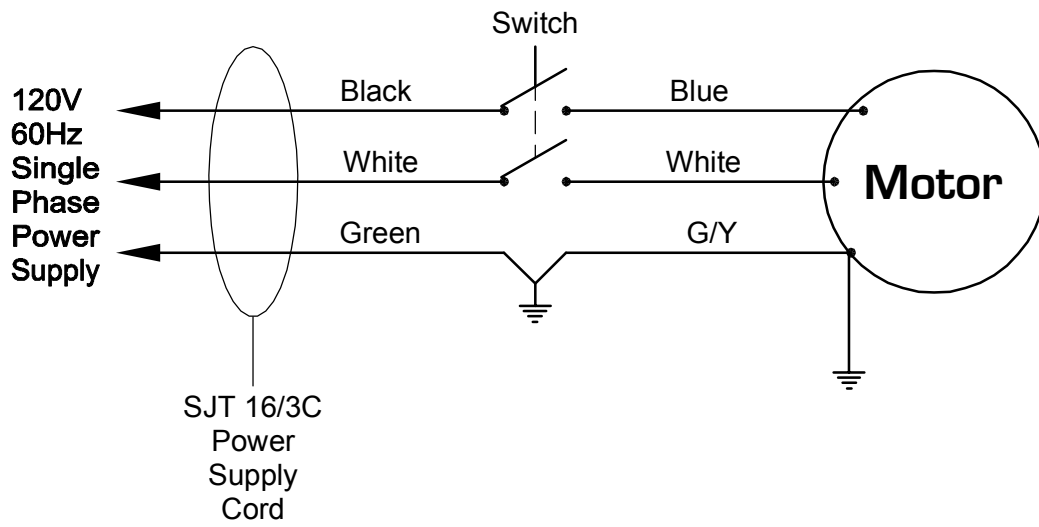 Switch
120V
60Hz
Single
Phase
Power
Supply
Black
Blue
White
White
Green
G/Y
Motor
SJT 16/3C
Power
Supply
Cord